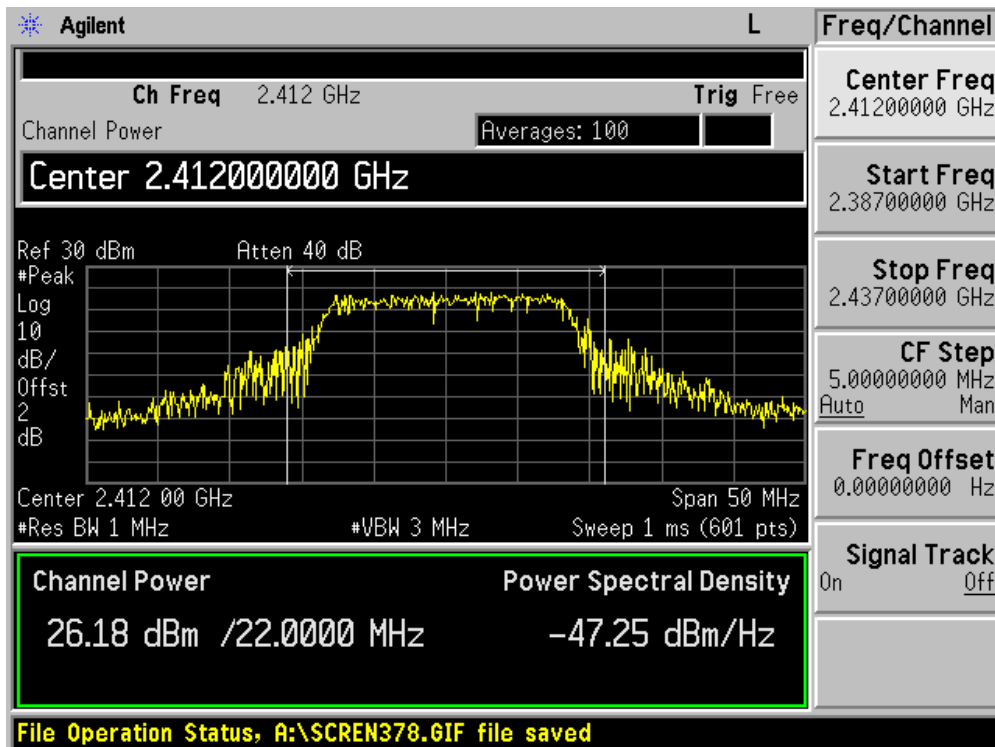 Agilent L
Ch Freq 2.412 GHz Trig Free
Channel Power Averages: 100
Center 2.412000000 GHz
Ref 30 dBm Atten 40 dB
#Peak
Log
10
dB/
Offst
2
dB
Center 2.412 00 GHz Span 50 MHz
#Res BW 1 MHz #VBW 3 MHz Sweep 1 ms (601 pts)
Channel Power Power Spectral Density
26.18 dBm /22.0000 MHz -47.25 dBm/Hz
File Operation Status, A:\SCREN378.GIF file saved
Freq/Channel
Center Freq
2.41200000 GHz
Start Freq
2.38700000 GHz
Stop Freq
2.43700000 GHz
CF Step
5.00000000 MHz
Auto Man
Freq Offset
0.00000000 Hz
Signal Track
On Off